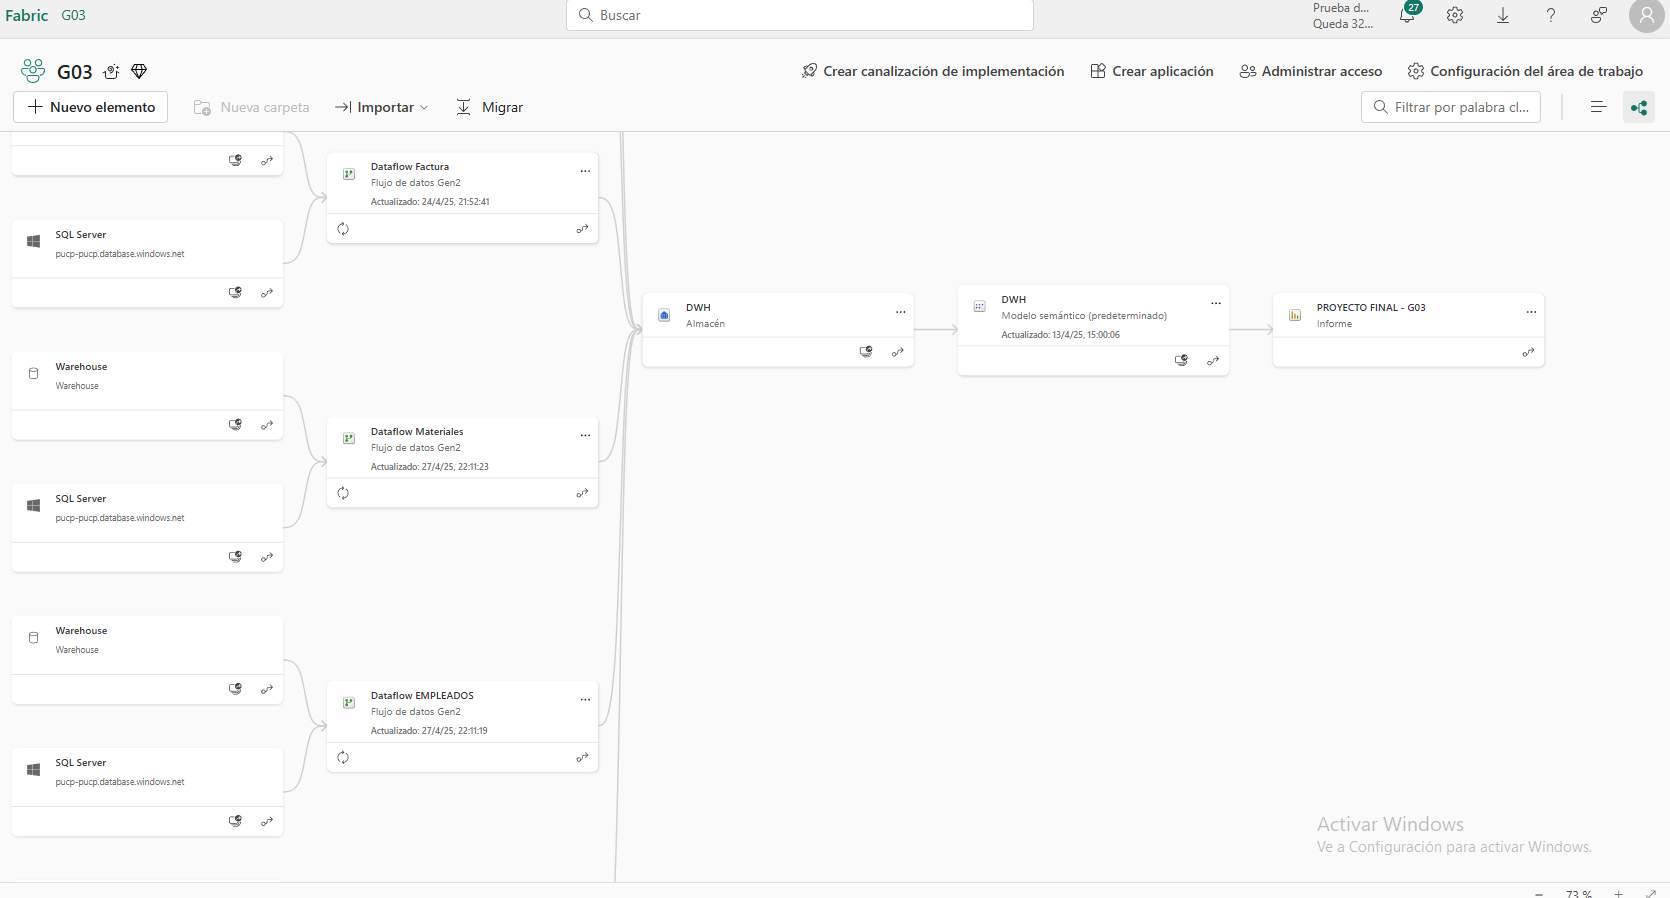 Fabric G03
Buscar
Prueba d...
Queda 32...
27
G03
Crear canalización de implementación
Crear aplicación
Administrar acceso
Configuración del área de trabajo
Nuevo elemento
Nueva carpeta
Importar
Migrar
Filtrar por palabra cl...
Dataflow Factura
Flujo de datos Gen2
Actualizado: 24/4/25, 21:52:41
SQL Server
pucp-pucp.database.windows.net
DWH
Almacén
DWH
Modelo semántico (predeterminado)
Actualizado: 13/4/25, 15:00:06
PROYECTO FINAL - G03
Informe
Warehouse
Warehouse
Dataflow Materiales
Flujo de datos Gen2
Actualizado: 27/4/25, 22:11:23
SQL Server
pucp-pucp.database.windows.net
Warehouse
Warehouse
Dataflow EMPLEADOS
Flujo de datos Gen2
Actualizado: 27/4/25, 22:11:19
SQL Server
pucp-pucp.database.windows.net
Activar Windows
Ve a Configuración para activar Windows.
73 %